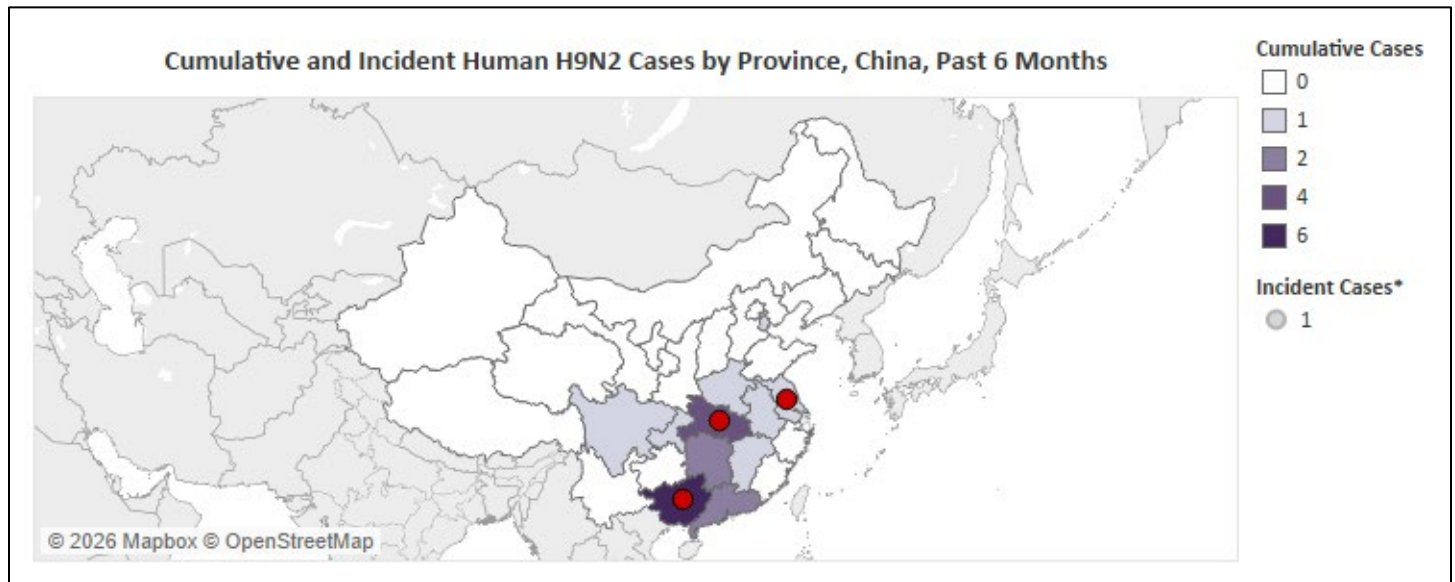 Cumulative and Incident Human H9N2 Cases by Province, China, Past 6 Months
Cumulative Cases
0
1
2
4
6
Incident Cases*
1
© 2026 Mapbox © OpenStreetMap